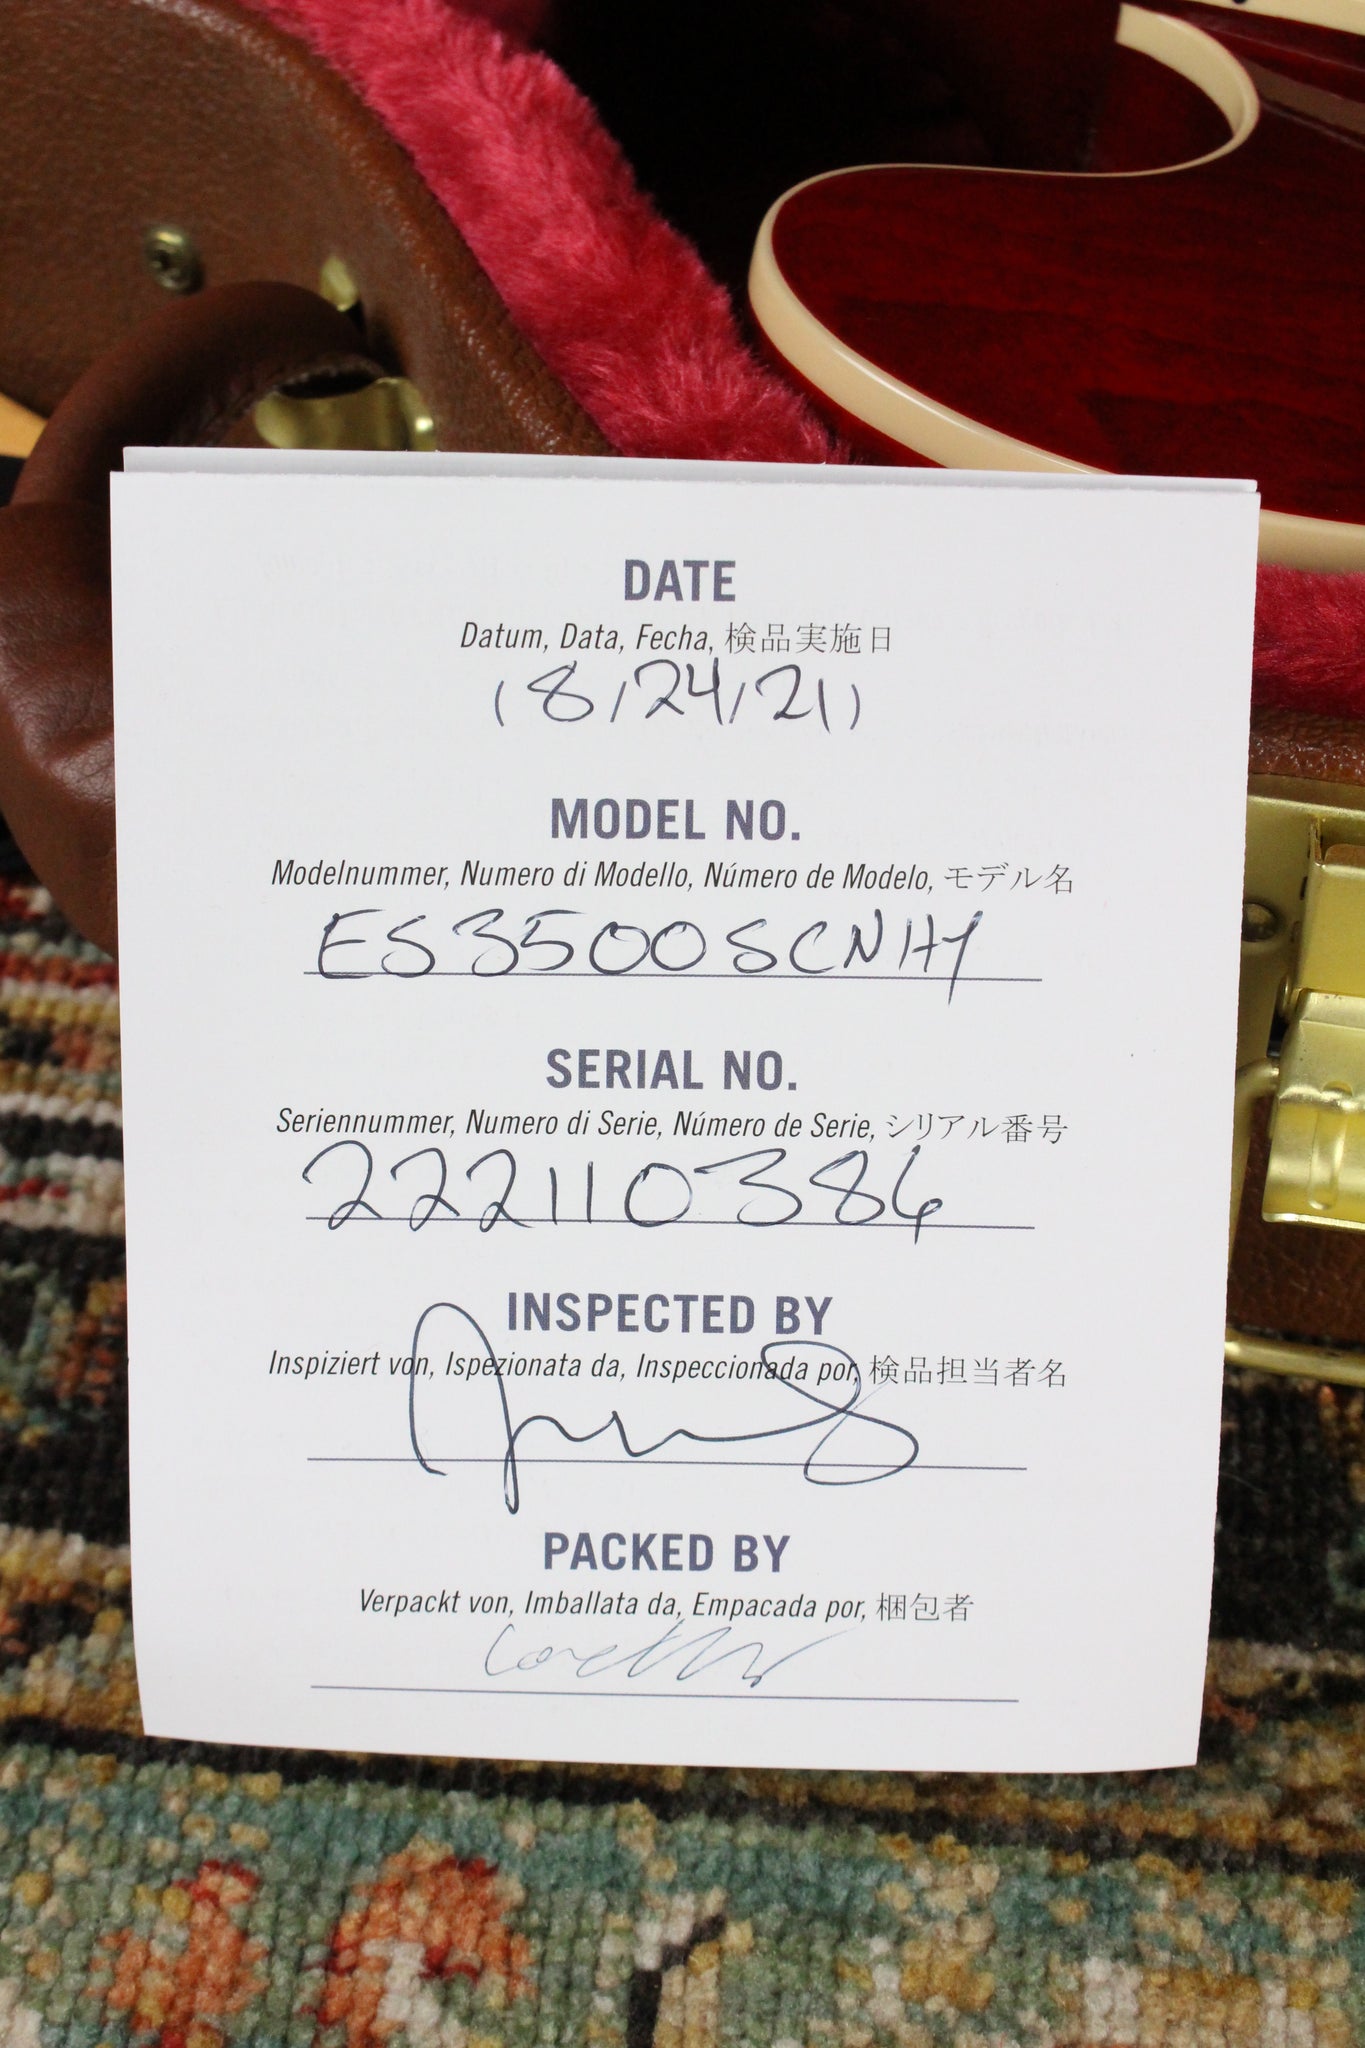 DATE
Datum, Data, Fecha, 検品実施日
(8/24/21)
MODEL NO.
Modelnummer, Numero di Modello, Número de Modelo, モデル名
ES3500SCNHY
SERIAL NO.
Seriennummer, Numero di Serie, Número de Serie, シリアル番号
222110386
INSPECTED BY
Inspiziert von, Ispezionata da, Inspeccionada por, 検品担当者名
PACKED BY
Verpackt von, Imballata da, Empacada por, 梱包者